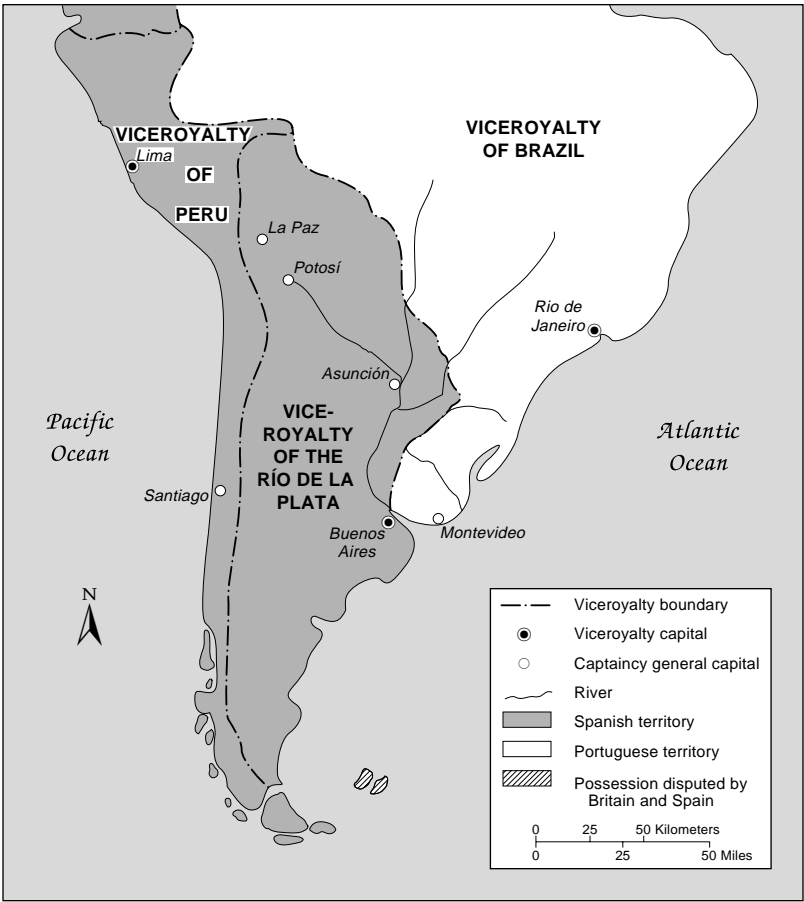 VICEROYALTY
OF
PERU
Lima
VICEROYALTY
OF BRAZIL
La Paz
Potosí
Rio de
Janeiro
Asunción
VICE-
ROYALTY
OF THE
RÍO DE LA
PLATA
Pacific
Ocean
Atlantic
Ocean
Santiago
Buenos
Aires
Montevideo
N
Viceroyalty boundary
Viceroyalty capital
Captaincy general capital
River
Spanish territory
Portuguese territory
Possession disputed by
Britain and Spain
0 25 50 Kilometers
0 25 50 Miles